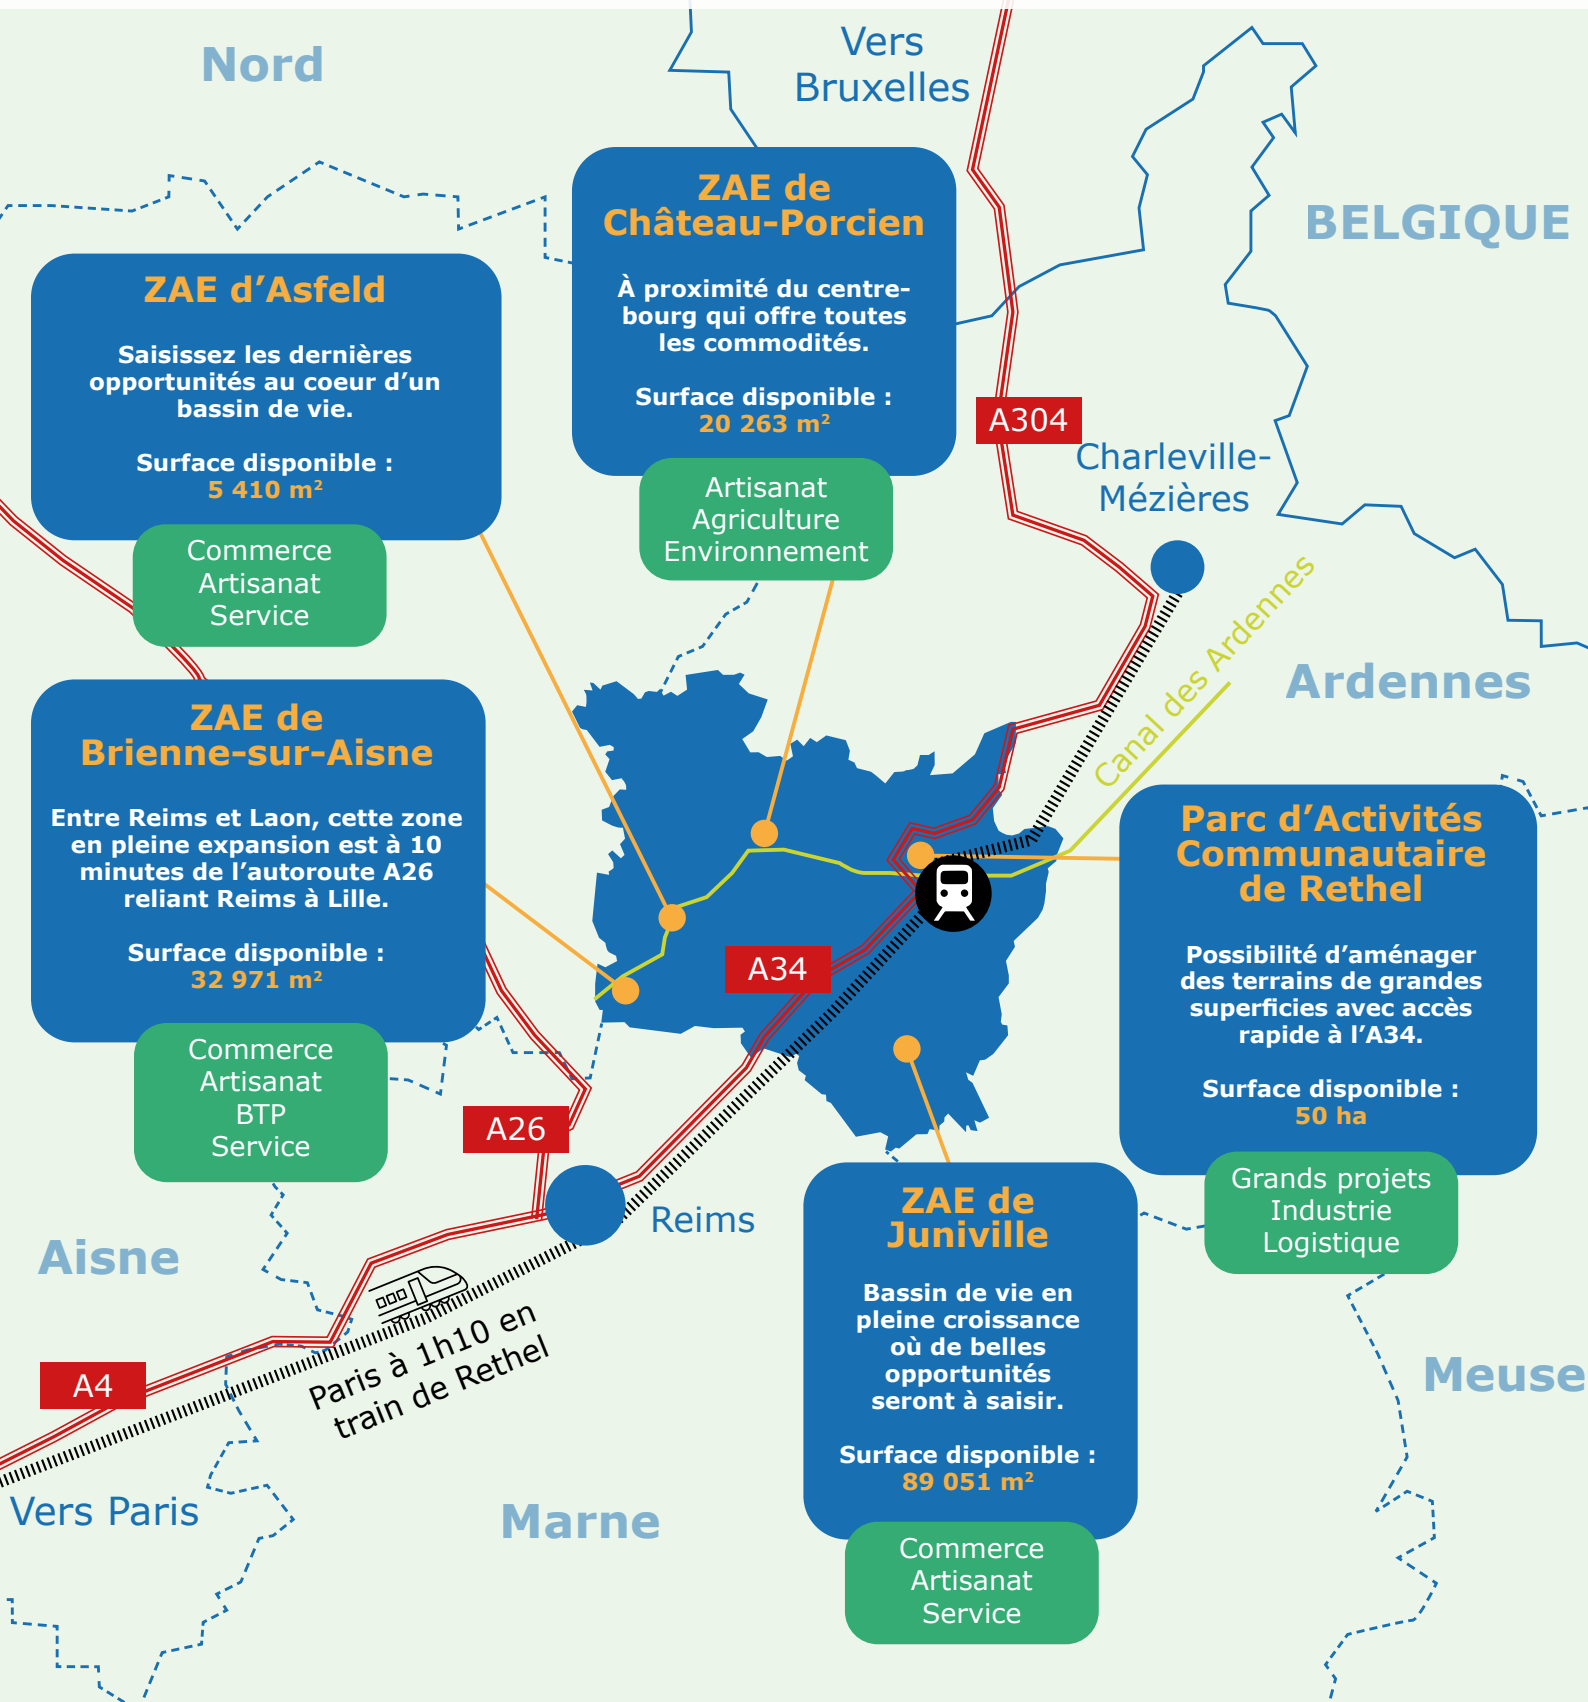 Nord
Vers
Bruxelles
BELGIQUE
ZAE de
Château-Porcien
À proximité du centre-
bourg qui offre toutes
les commodités.
Surface disponible :
20 263 m²
Artisanat
Agriculture
Environnement
ZAE d’Asfeld
Saisissez les dernières
opportunités au coeur d’un
bassin de vie.
Surface disponible :
5 410 m²
Commerce
Artisanat
Service
A304
Charleville-
Mézières
Canal des Ardennes
Ardennes
ZAE de
Brienne-sur-Aisne
Entre Reims et Laon, cette zone
en pleine expansion est à 10
minutes de l’autoroute A26
reliant Reims à Lille.
Surface disponible :
32 971 m²
Commerce
Artisanat
BTP
Service
Parc d’Activités
Communautaire
de Rethel
Possibilité d’aménager
des terrains de grandes
superficies avec accès
rapide à l’A34.
Surface disponible :
50 ha
Grands projets
Industrie
Logistique
A34
A26
Reims
Aisne
ZAE de
Juniville
Bassin de vie en
pleine croissance
où de belles
opportunités
seront à saisir.
Surface disponible :
89 051 m²
Commerce
Artisanat
Service
Paris à 1h10 en
train de Rethel
A4
Meuse
Vers Paris
Marne